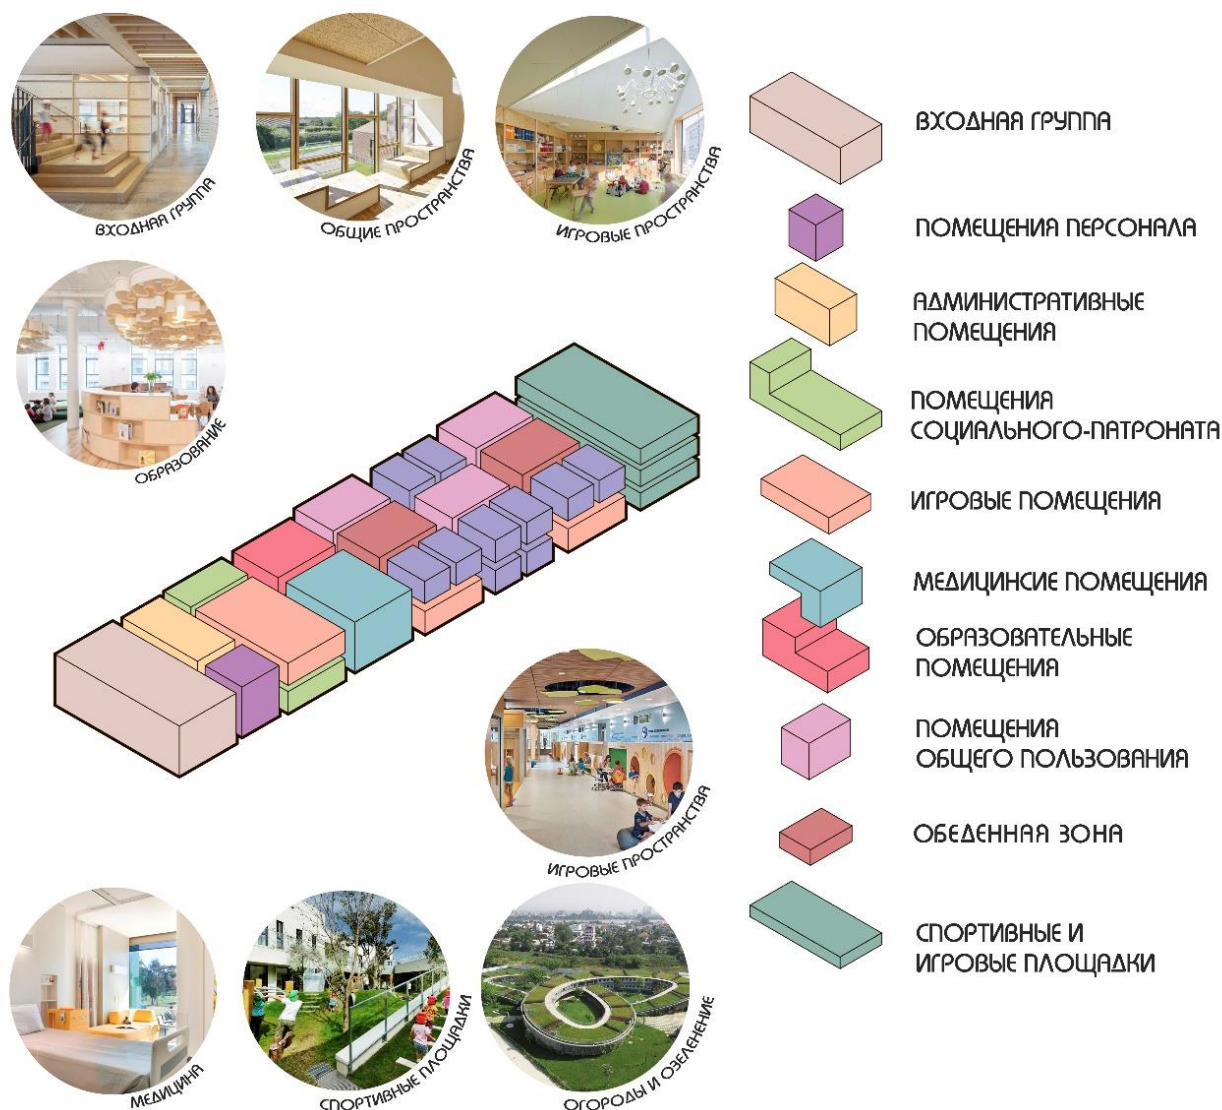 ВХОДНАЯ ГРУППА
ОБЩИЕ ПРОСТРАНСТВА
ИГРОВЫЕ ПРОСТРАНСТВА
ОБРАЗОВАНИЕ
ИГРОВЫЕ ПРОСТРАНСТВА
МЕДИЦИНА
СПОРТИВНЫЕ ПЛОЩАДКИ
ОГОРОДЫ И ОЗЕЛЕНЕНИЕ
ВХОДНАЯ ГРУППА
ПОМЕЩЕНИЯ ПЕРСОНАЛА
АДМИНИСТРАТИВНЫЕ
ПОМЕЩЕНИЯ
ПОМЕЩЕНИЯ
СОЦИАЛЬНОГО-ПАТРОНАТА
ИГРОВЫЕ ПОМЕЩЕНИЯ
МЕДИЦИНСИЕ ПОМЕЩЕНИЯ
ОБРАЗОВАТЕЛЬНЫЕ
ПОМЕЩЕНИЯ
ПОМЕЩЕНИЯ
ОБЩЕГО ПОЛЬЗОВАНИЯ
ОБЕДЕННАЯ ЗОНА
СПОРТИВНЫЕ И
ИГРОВЫЕ ПЛОЩАДКИ